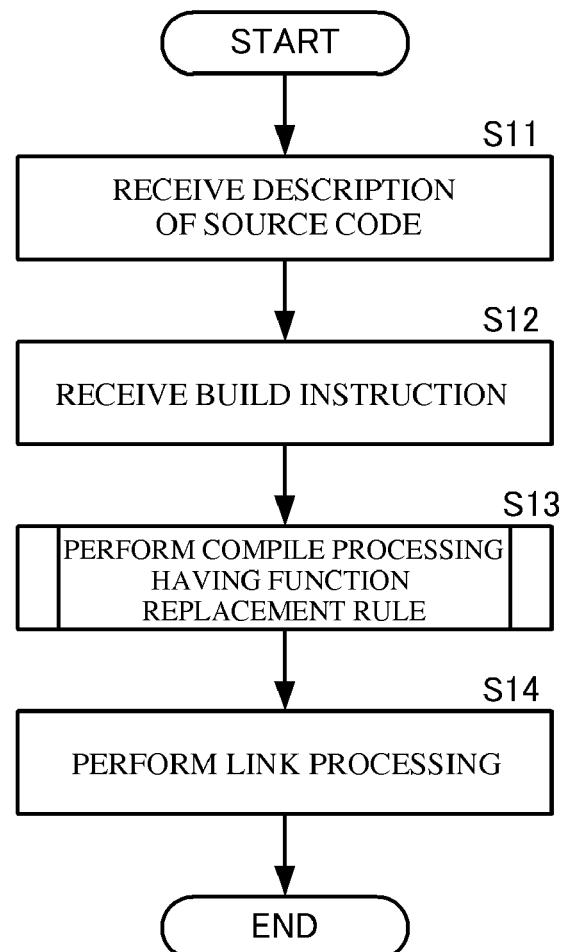 START
S11
RECEIVE DESCRIPTION
OF SOURCE CODE
S12
RECEIVE BUILD INSTRUCTION
S13
PERFORM COMPILE PROCESSING
HAVING FUNCTION
REPLACEMENT RULE
S14
PERFORM LINK PROCESSING
END